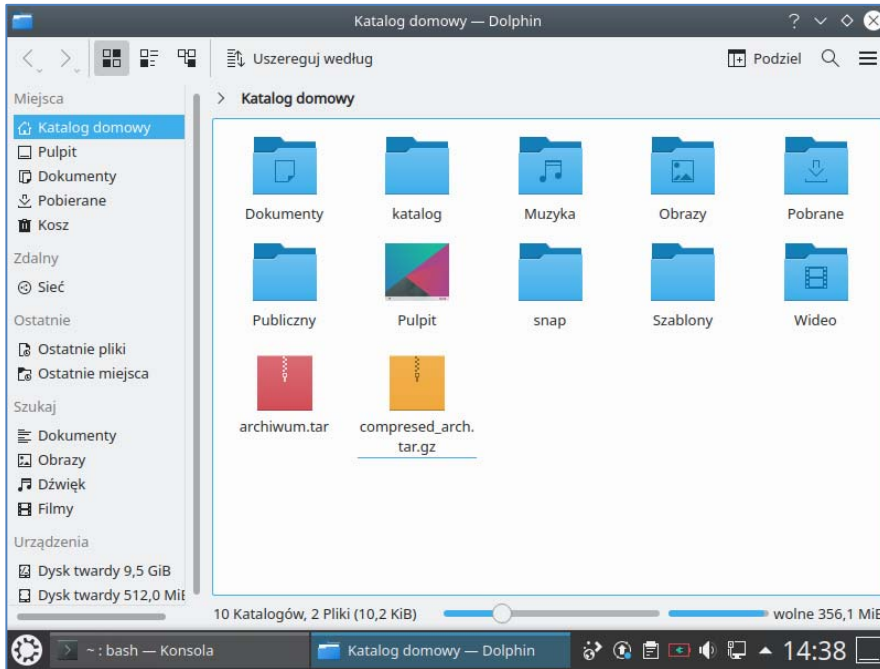 Katalog domowy — Dolphin
Uszereguj według
Podziel
Miejsca
Katalog domowy
Pulpit
Dokumenty
Pobierane
Kosz
Zdalny
Sieć
Ostatnie
Ostatnie pliki
Ostatnie miejsca
Szukaj
Dokumenty
Obrazy
Dźwięk
Filmy
Urządzenia
Dysk twardy 9,5 GiB
Dysk twardy 512,0 MiE
> Katalog domowy
Dokumenty katalog Muzyka Obrazy Pobrane
Publiczny Pulpit snap Szablony Wideo
archiwum.tar compresed_arch.
tar.gz
10 Katalogów, 2 Pliki (10,2 KiB) wolne 356,1 MiE
~ : bash — Konsola Katalog domowy — Dolphin 14:38